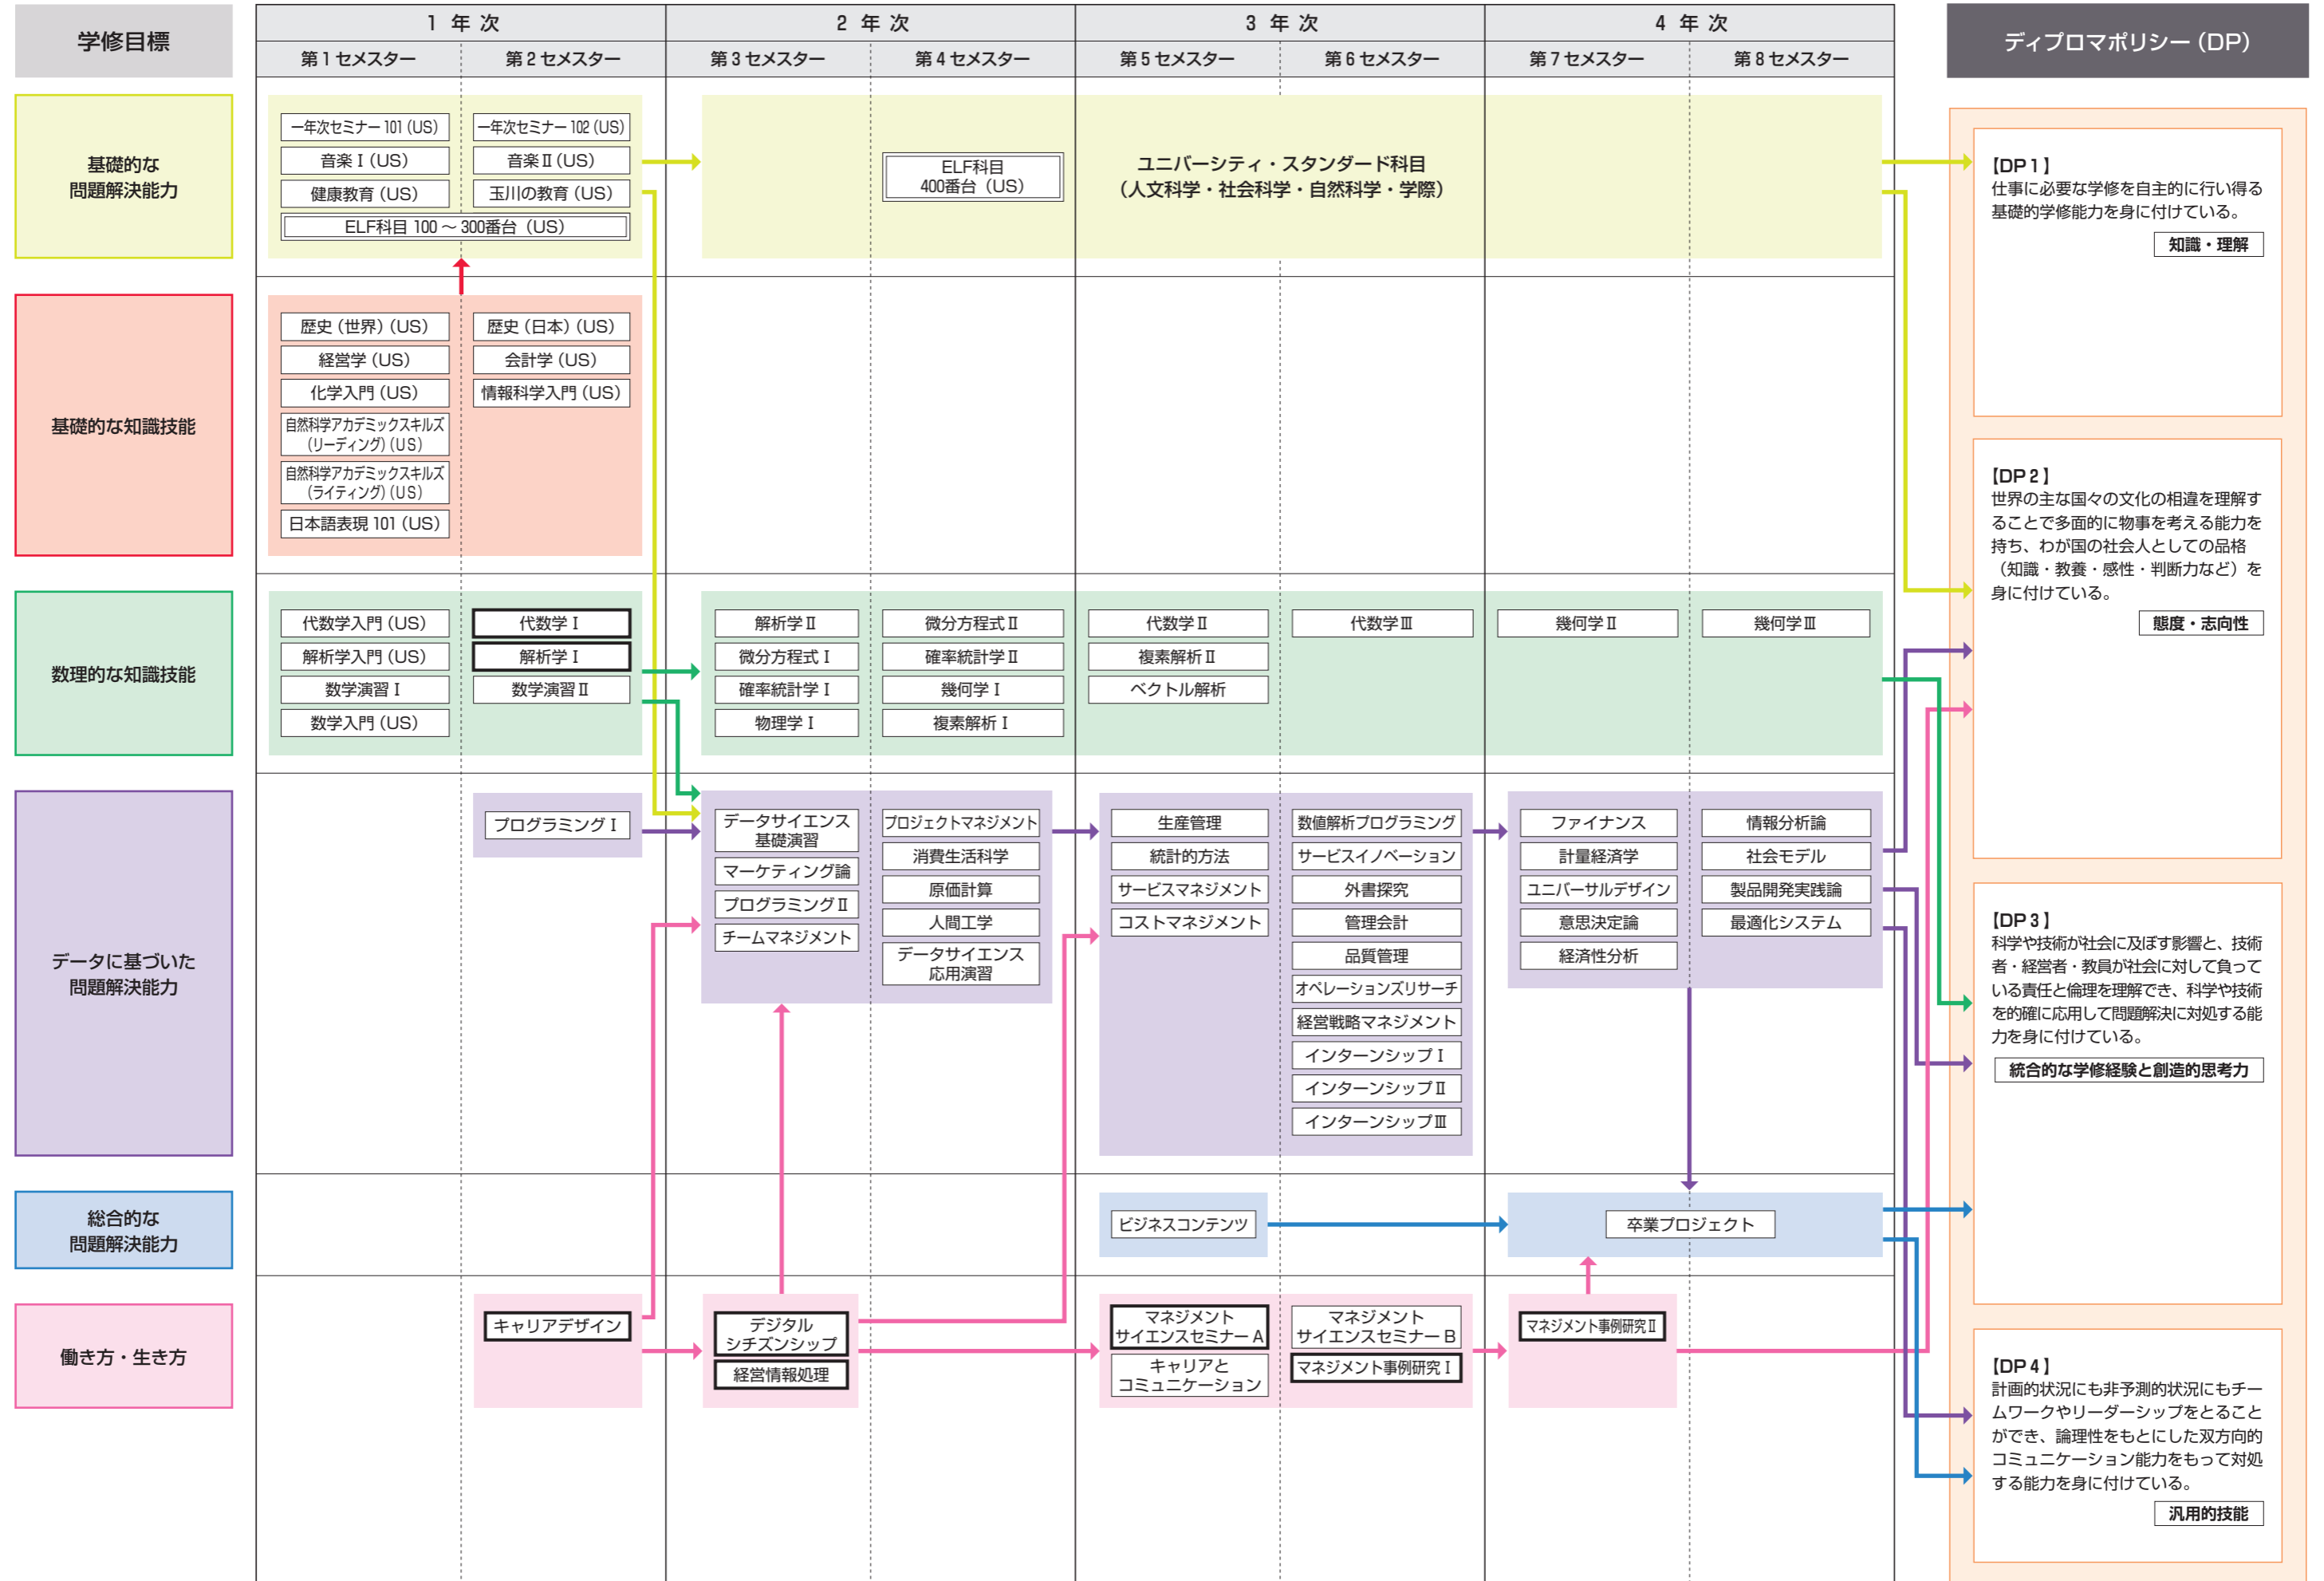 学修目標
1 年 次
2 年 次
3 年 次
4 年 次
第1セメスター
第2セメスター
第3セメスター
第4セメスター
第5セメスター
第6セメスター
第7セメスター
第8セメスター
ディプロマポリシー(DP)
基礎的な
問題解決能力
一年次セミナー 101(US)
音楽Ⅰ(US)
健康教育(US)
一年次セミナー 102(US)
音楽Ⅱ(US)
玉川の教育(US)
ELF科目 100 ～ 300番台(US)
ELF科目
400番台(US)
ユニバーシティ・スタンダード科目
(人文科学・社会科学・自然科学・学際)
基礎的な知識技能
歴史(世界)(US)
経営学(US)
化学入門(US)
自然科学アカデミックスキルズ
(リーディング)(US)
自然科学アカデミックスキルズ
(ライティング)(US)
日本語表現 101(US)
歴史(日本)(US)
会計学(US)
情報科学入門(US)
数理的な知識技能
代数学入門(US)
解析学入門(US)
数学演習Ⅰ
数学入門(US)
代数学Ⅰ
解析学Ⅰ
数学演習Ⅱ
解析学Ⅱ
微分方程式Ⅰ
確率統計学Ⅰ
物理学Ⅰ
微分方程式Ⅱ
確率統計学Ⅱ
幾何学Ⅰ
複素解析Ⅰ
代数学Ⅱ
複素解析Ⅱ
ベクトル解析
代数学Ⅲ
幾何学Ⅱ
幾何学Ⅲ
データに基づいた
問題解決能力
プログラミングⅠ
データサイエンス
基礎演習
マーケティング論
プログラミングⅡ
チームマネジメント
プロジェクトマネジメント
消費生活科学
原価計算
人間工学
データサイエンス
応用演習
生産管理
統計的方法
サービスマネジメント
コストマネジメント
数値解析プログラミング
サービスイノベーション
外書探究
管理会計
品質管理
オペレーションズリサーチ
経営戦略マネジメント
インターンシップⅠ
インターンシップⅡ
インターンシップⅢ
ファイナンス
計量経済学
ユニバーサルデザイン
意思決定論
経済性分析
情報分析論
社会モデル
製品開発実践論
最適化システム
総合的な
問題解決能力
ビジネスコンテンツ
卒業プロジェクト
働き方・生き方
キャリアデザイン
デジタル
シチズンシップ
経営情報処理
マネジメント
サイエンスセミナーA
キャリアと
コミュニケーション
マネジメント
サイエンスセミナーB
マネジメント事例研究Ⅰ
マネジメント事例研究Ⅱ
【DP1】
仕事に必要な学修を自主的に行い得る
基礎的学修能力を身に付けている。
知識・理解
【DP2】
世界の主な国々の文化の相違を理解す
ることで多面的に物事を考える能力を
持ち、わが国の社会人としての品格
(知識・教養・感性・判断力など)を
身に付けている。
態度・志向性
【DP3】
科学や技術が社会に及ぼす影響と、技術
者・経営者・教員が社会に対して負って
いる責任と倫理を理解でき、科学や技術
を的確に応用して問題解決に対処する能
力を身に付けている。
統合的な学修経験と創造的思考力
【DP4】
計画的状況にも非予測的状況にもチー
ムワークやリーダーシップをとること
ができ、論理性をもとにした双方向的
コミュニケーション能力をもって対処
する能力を身に付けている。
汎用的技能